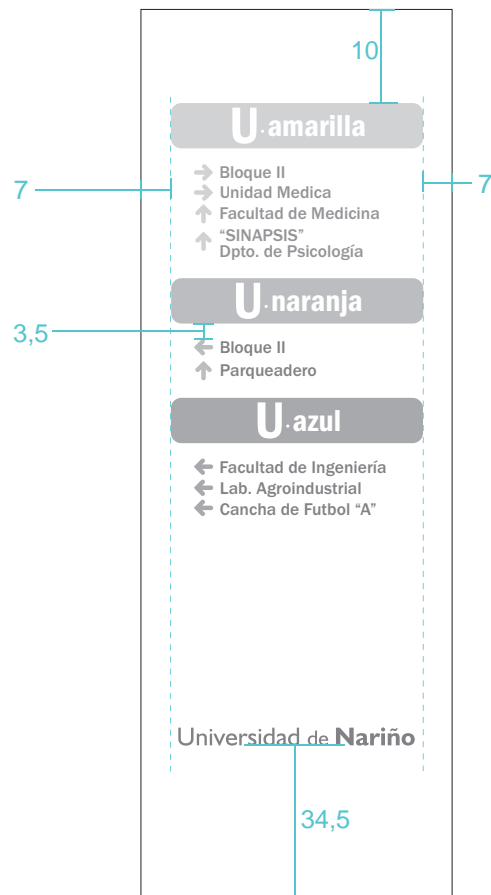 10
U·amarilla
Bloque II
7
7
Unidad Medica
Facultad de Medicina
“SINAPSIS”
Dpto. de Psicología
U·naranja
3,5
Bloque II
Parqueadero
U·azul
Facultad de Ingeniería
Lab. Agroindustrial
Cancha de Futbol “A”
Universidad de Nariño
34,5